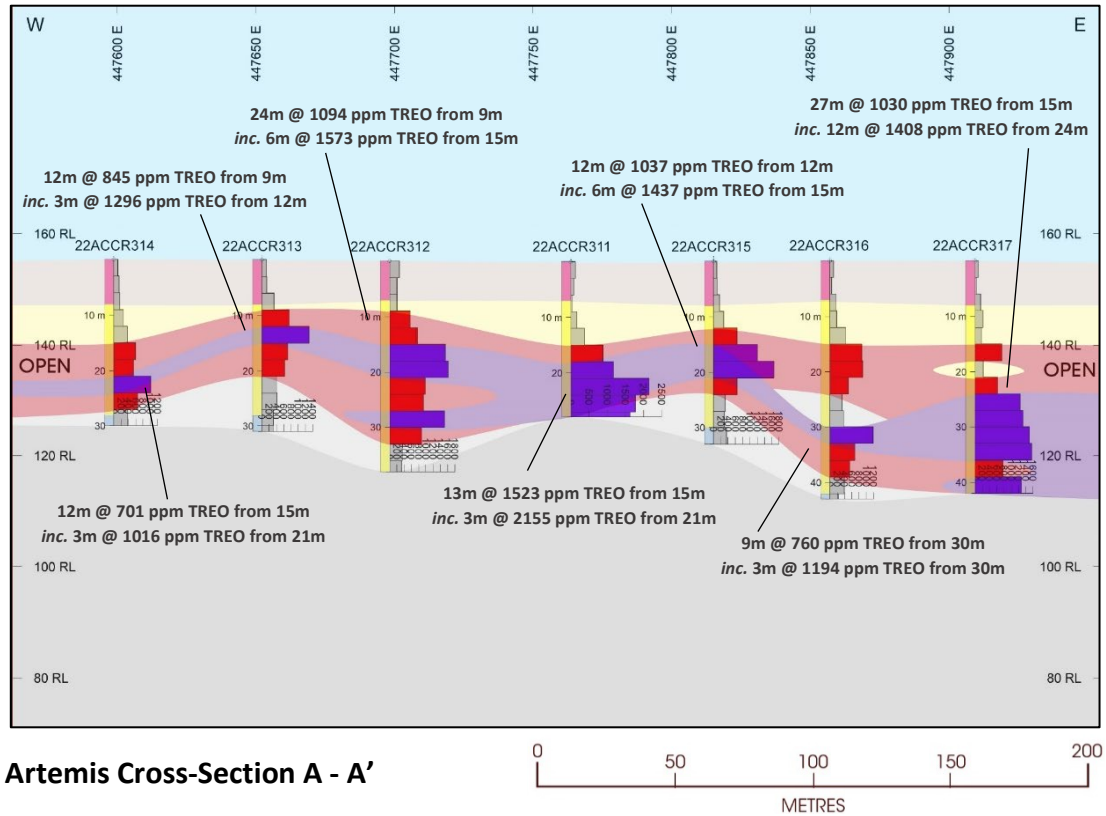 W
E
447600 E
447650 E
447700 E
447750 E
447800 E
447850 E
447900 E
24m @ 1094 ppm TREO from 9m
inc. 6m @ 1573 ppm TREO from 15m
27m @ 1030 ppm TREO from 15m
inc. 12m @ 1408 ppm TREO from 24m
12m @ 845 ppm TREO from 9m
inc. 3m @ 1296 ppm TREO from 12m
12m @ 1037 ppm TREO from 12m
inc. 6m @ 1437 ppm TREO from 15m
160 RL
160 RL
22ACCR314
22ACCR313
22ACCR312
22ACCR311
22ACCR315
22ACCR316
22ACCR317
10 m
10 m
10 m
10 m
10 m
10 m
140 RL
140 RL
OPEN
OPEN
20
20
20
20
20
20
20
30
30
30
30
30
40
40
500
1000
1500
2000
2500
120 RL
120 RL
12m @ 701 ppm TREO from 15m
inc. 3m @ 1016 ppm TREO from 21m
13m @ 1523 ppm TREO from 15m
inc. 3m @ 2155 ppm TREO from 21m
9m @ 760 ppm TREO from 30m
inc. 3m @ 1194 ppm TREO from 30m
100 RL
100 RL
80 RL
80 RL
Artemis Cross-Section A - A’
0
50
100
150
200
METRES